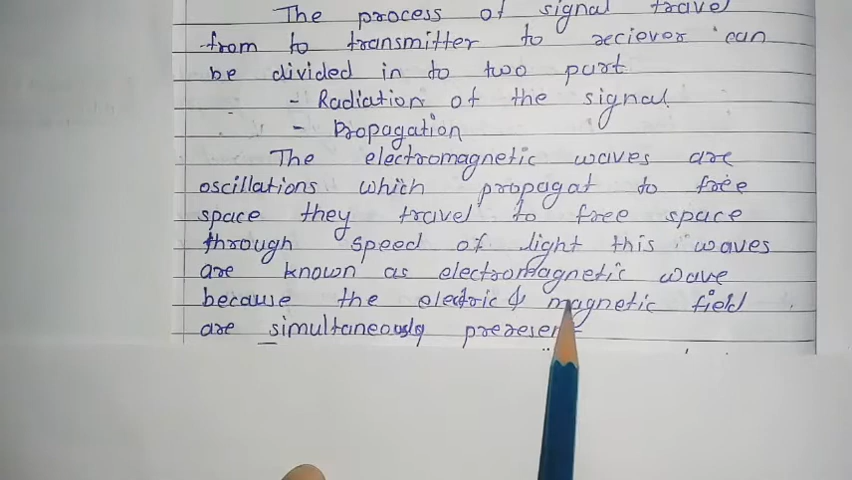 The process of signal travel
from to transmitter to reciever can
be divided in to two part
- Radiation of the signal
- Propagation
The electromagnetic waves are
oscillations which propagat to free
space they travel to free space
through speed of light this waves
are known as electromagnetic wave
because the electric & magnetic field
are simultaneously